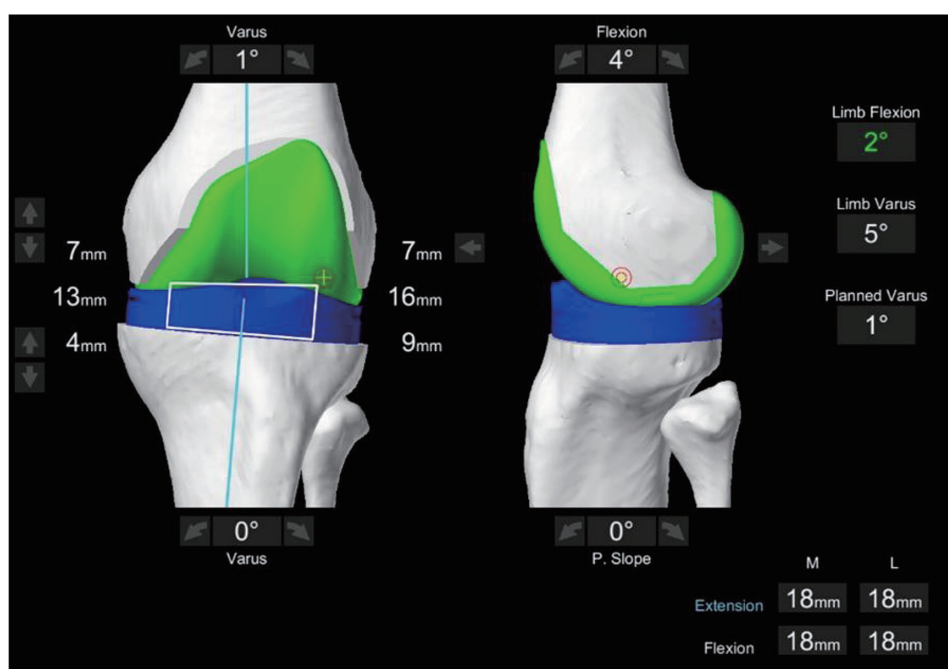 Varus
1°
Flexion
4°
Limb Flexion
2°
Limb Varus
5°
7mm
7mm
13mm
16mm
Planned Varus
1°
4mm
9mm
0°
Varus
0°
P. Slope
M L
Extension 18mm 18mm
Flexion 18mm 18mm